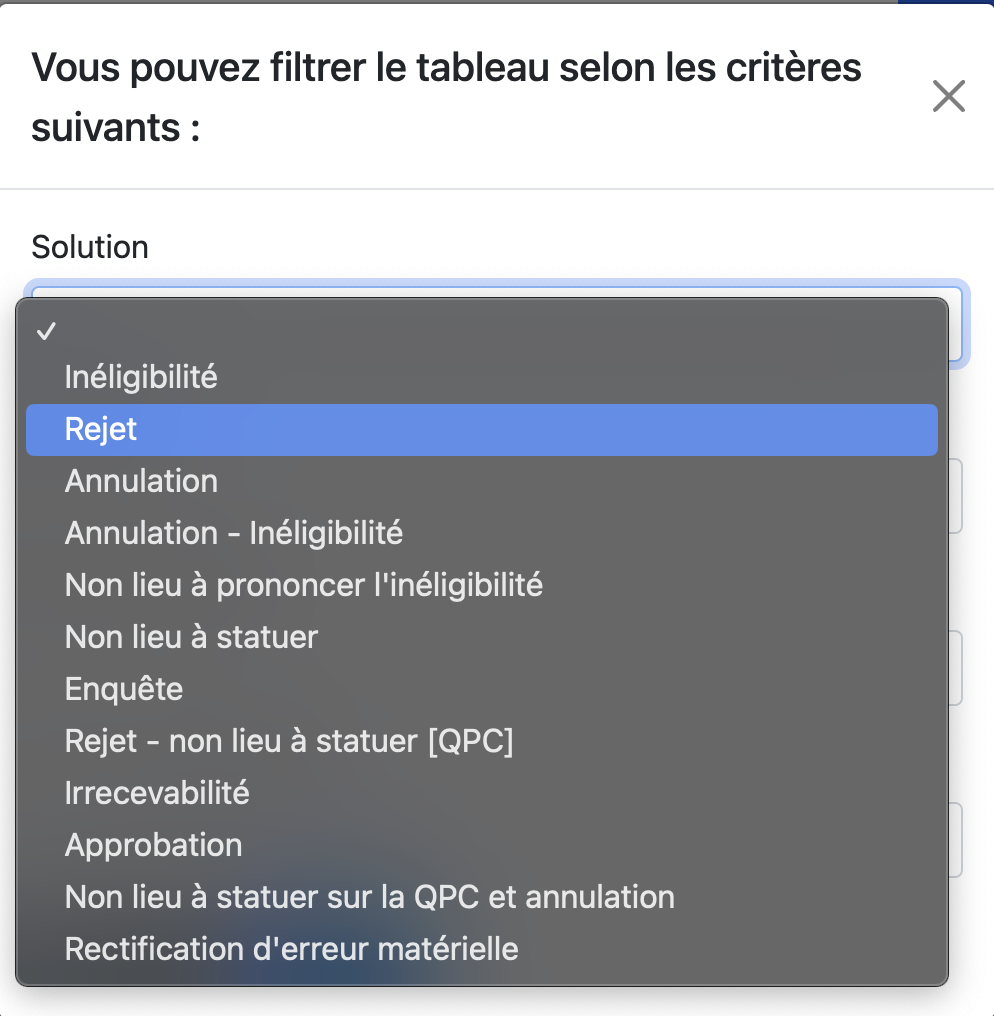 Vous pouvez filtrer le tableau selon les critères
suivants :
Solution
Inéligibilité
Rejet
Annulation
Annulation - Inéligibilité
Non lieu à prononcer l'inéligibilité
Non lieu à statuer
Enquête
Rejet - non lieu à statuer [QPC]
Irrecevabilité
Approbation
Non lieu à statuer sur la QPC et annulation
Rectification d'erreur matérielle